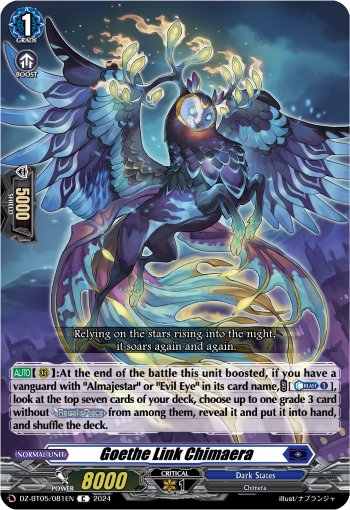 1
GRADE
BOOST
5000
SHIELD
Relying on the stars rising into the night,
it soars again and again.
AUTO [ ]:At the end of the battle this unit boosted, if you have a
vanguard with "Almajestar" or "Evil Eye" in its card name, [ BLAST 1 ],
look at the top seven cards of your deck, choose up to one grade 3 card
without RegalisPiece from among them, reveal it and put it into hand,
and shuffle the deck.
NORMAL UNIT
Goethe Link Chimaera
POWER 8000
CRITICAL
1
Dark States
Chimera
DZ-BT05/081EN C 2024
illust/ナブランジャ